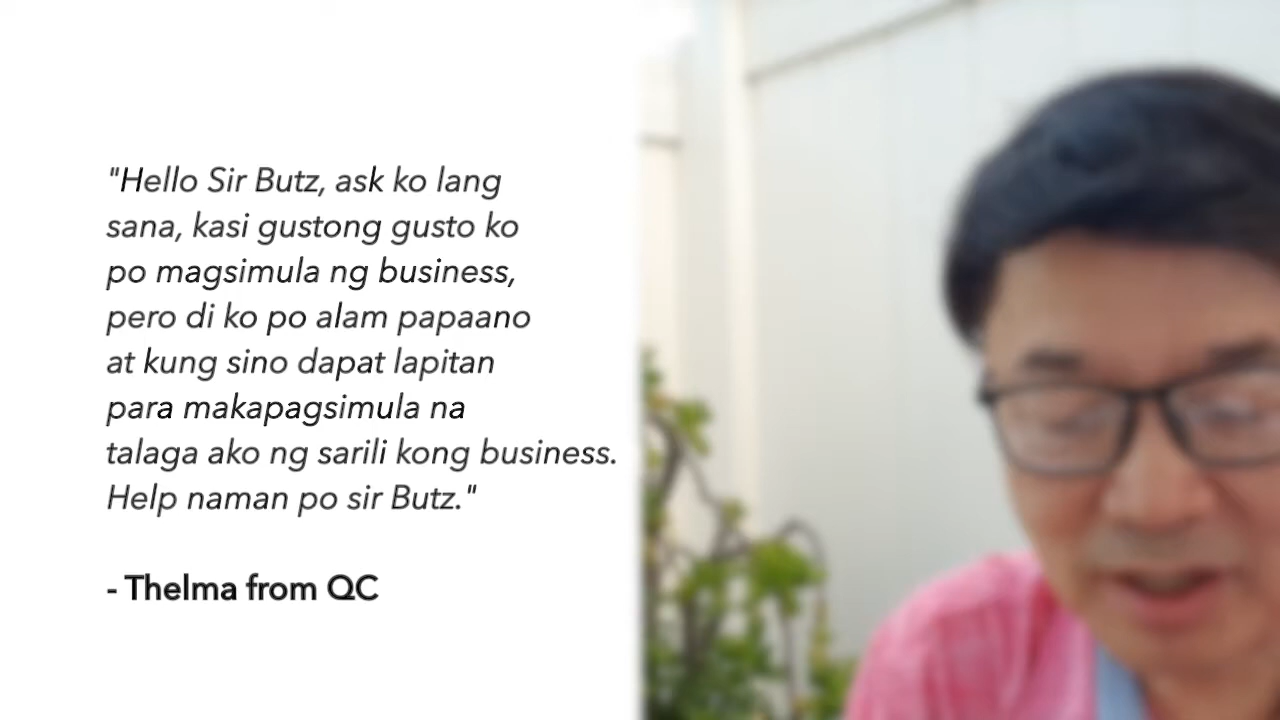 "Hello Sir Butz, ask ko lang
sana, kasi gustong gusto ko
po magsimula ng business,
pero di ko po alam papaano
at kung sino dapat lapitan
para makapagsimula na
talaga ako ng sarili kong business.
Help naman po sir Butz."
- Thelma from QC